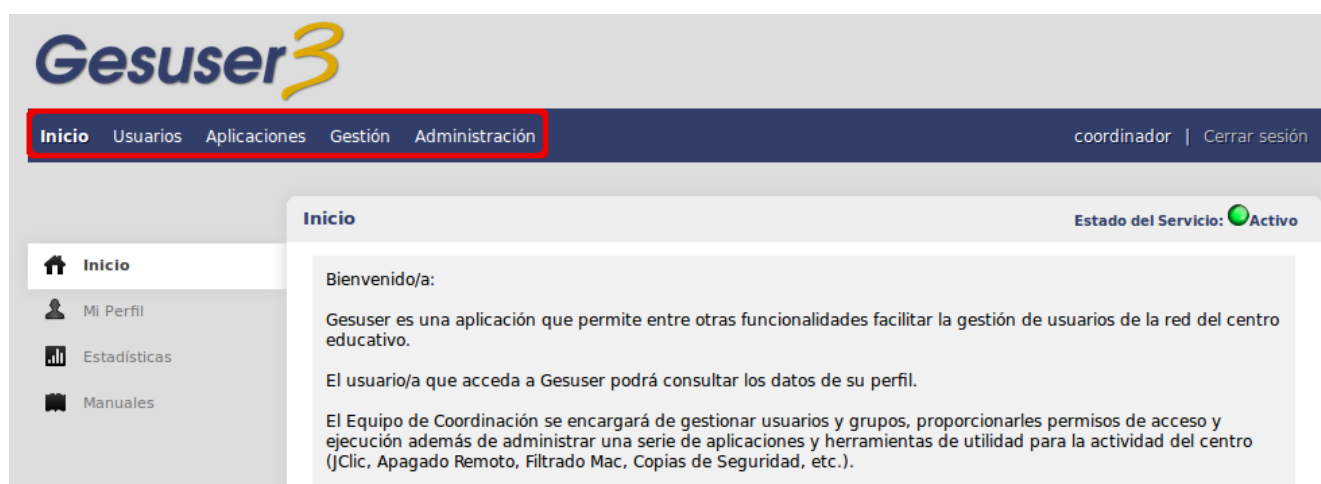 Gesuser3
Inicio Usuarios Aplicaciones Gestión Administración coordinador | Cerrar sesión
Inicio Estado del Servicio: Activo
Inicio
Mi Perfil
Estadísticas
Manuales
Bienvenido/a:
Gesuser es una aplicación que permite entre otras funcionalidades facilitar la gestión de usuarios de la red del centro
educativo.
El usuario/a que acceda a Gesuser podrá consultar los datos de su perfil.
El Equipo de Coordinación se encargará de gestionar usuarios y grupos, proporcionarles permisos de acceso y
ejecución además de administrar una serie de aplicaciones y herramientas de utilidad para la actividad del centro
(JClic, Apagado Remoto, Filtrado Mac, Copias de Seguridad, etc.).